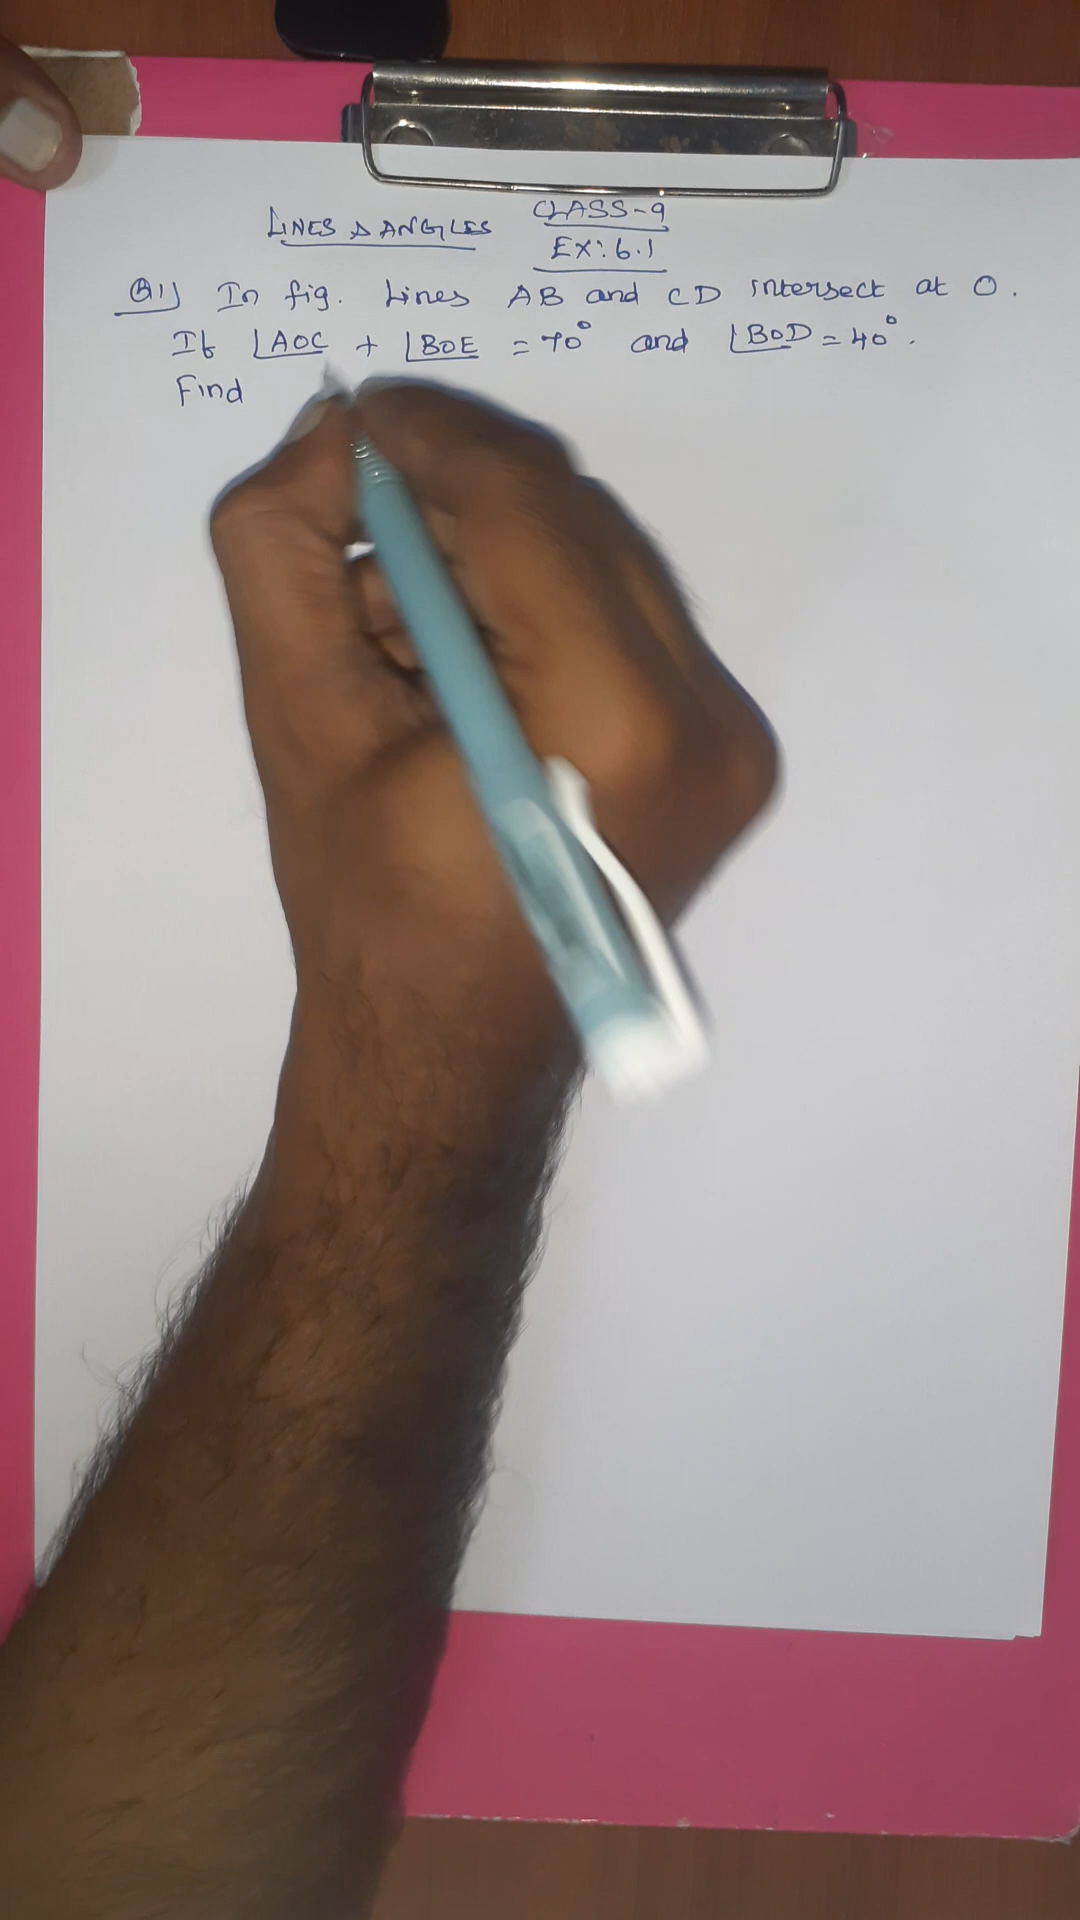 LINES & ANGLES CLASS-9
EX: 6.1
Q1) In fig. Lines AB and CD intersect at O.
If ∠AOC + ∠BOE = 70° and ∠BOD = 40°.
Find